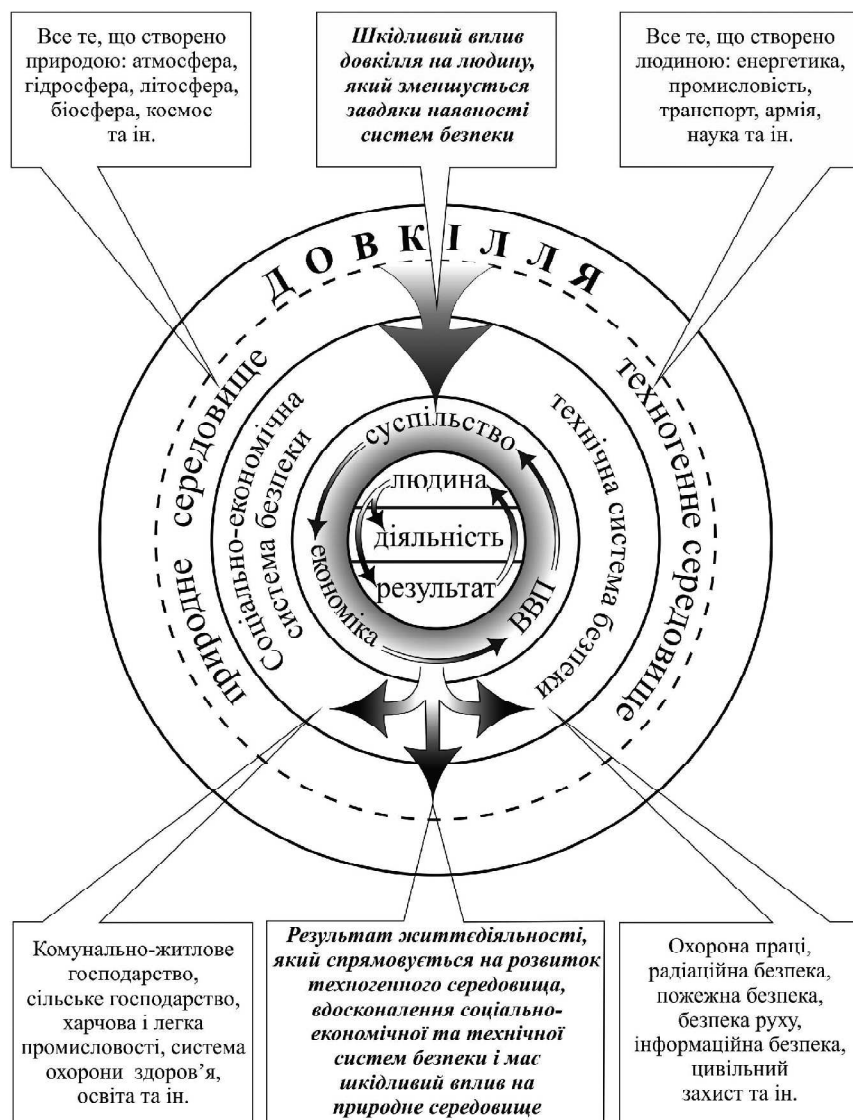 Все те, що створено
природою: атмосфера,
гідросфера, літосфера,
біосфера, космос
та ін.
Шкідливий вплив
довкілля на людину,
який зменшується
завдяки наявності
систем безпеки
Все те, що створено
людиною: енергетика,
промисловість,
транспорт, армія,
наука та ін.
ДОВКІЛЛЯ
природне середовище
техногенне середовище
Соціально-економічна
система безпеки
технічна система безпеки
суспільство
економіка
ВВП
людина
діяльність
результат
Комунально-житлове
господарство,
сільське господарство,
харчова і легка
промисловості, система
охорони здоров’я,
освіта та ін.
Результат життєдіяльності,
який спрямовується на розвиток
техногенного середовища,
вдосконалення соціально-
економічної та технічної
систем безпеки і має
шкідливий вплив на
природне середовище
Охорона праці,
радіаційна безпека,
пожежна безпека,
безпека руху,
інформаційна безпека,
цивільний
захист та ін.